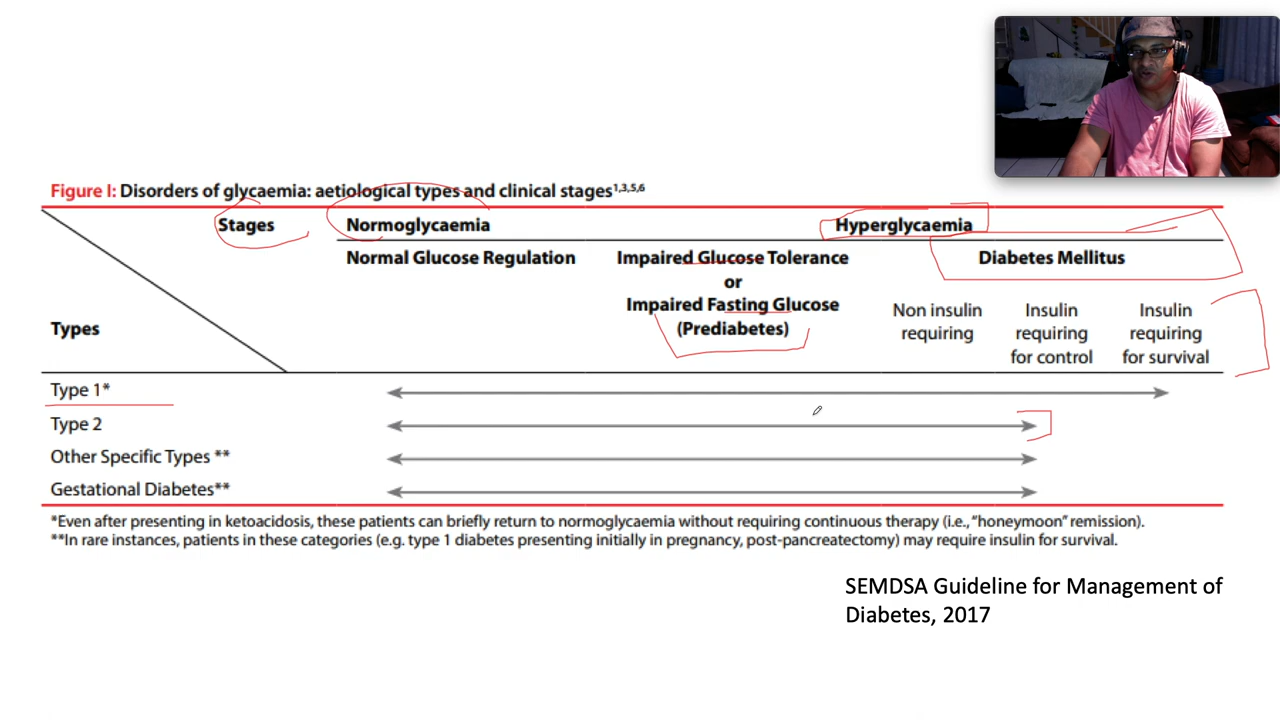 Figure I: Disorders of glycaemia: aetiological types and clinical stages1,3,5,6
Stages Normoglycaemia Hyperglycaemia
Normal Glucose Regulation Impaired Glucose Tolerance Diabetes Mellitus
or
Impaired Fasting Glucose
(Prediabetes)
Non insulin Insulin Insulin
requiring requiring requiring
for control for survival
Types
Type 1*
Type 2
Other Specific Types **
Gestational Diabetes**
*Even after presenting in ketoacidosis, these patients can briefly return to normoglycaemia without requiring continuous therapy (i.e., “honeymoon” remission).
**In rare instances, patients in these categories (e.g. type 1 diabetes presenting initially in pregnancy, post-pancreatectomy) may require insulin for survival.
SEMDSA Guideline for Management of
Diabetes, 2017